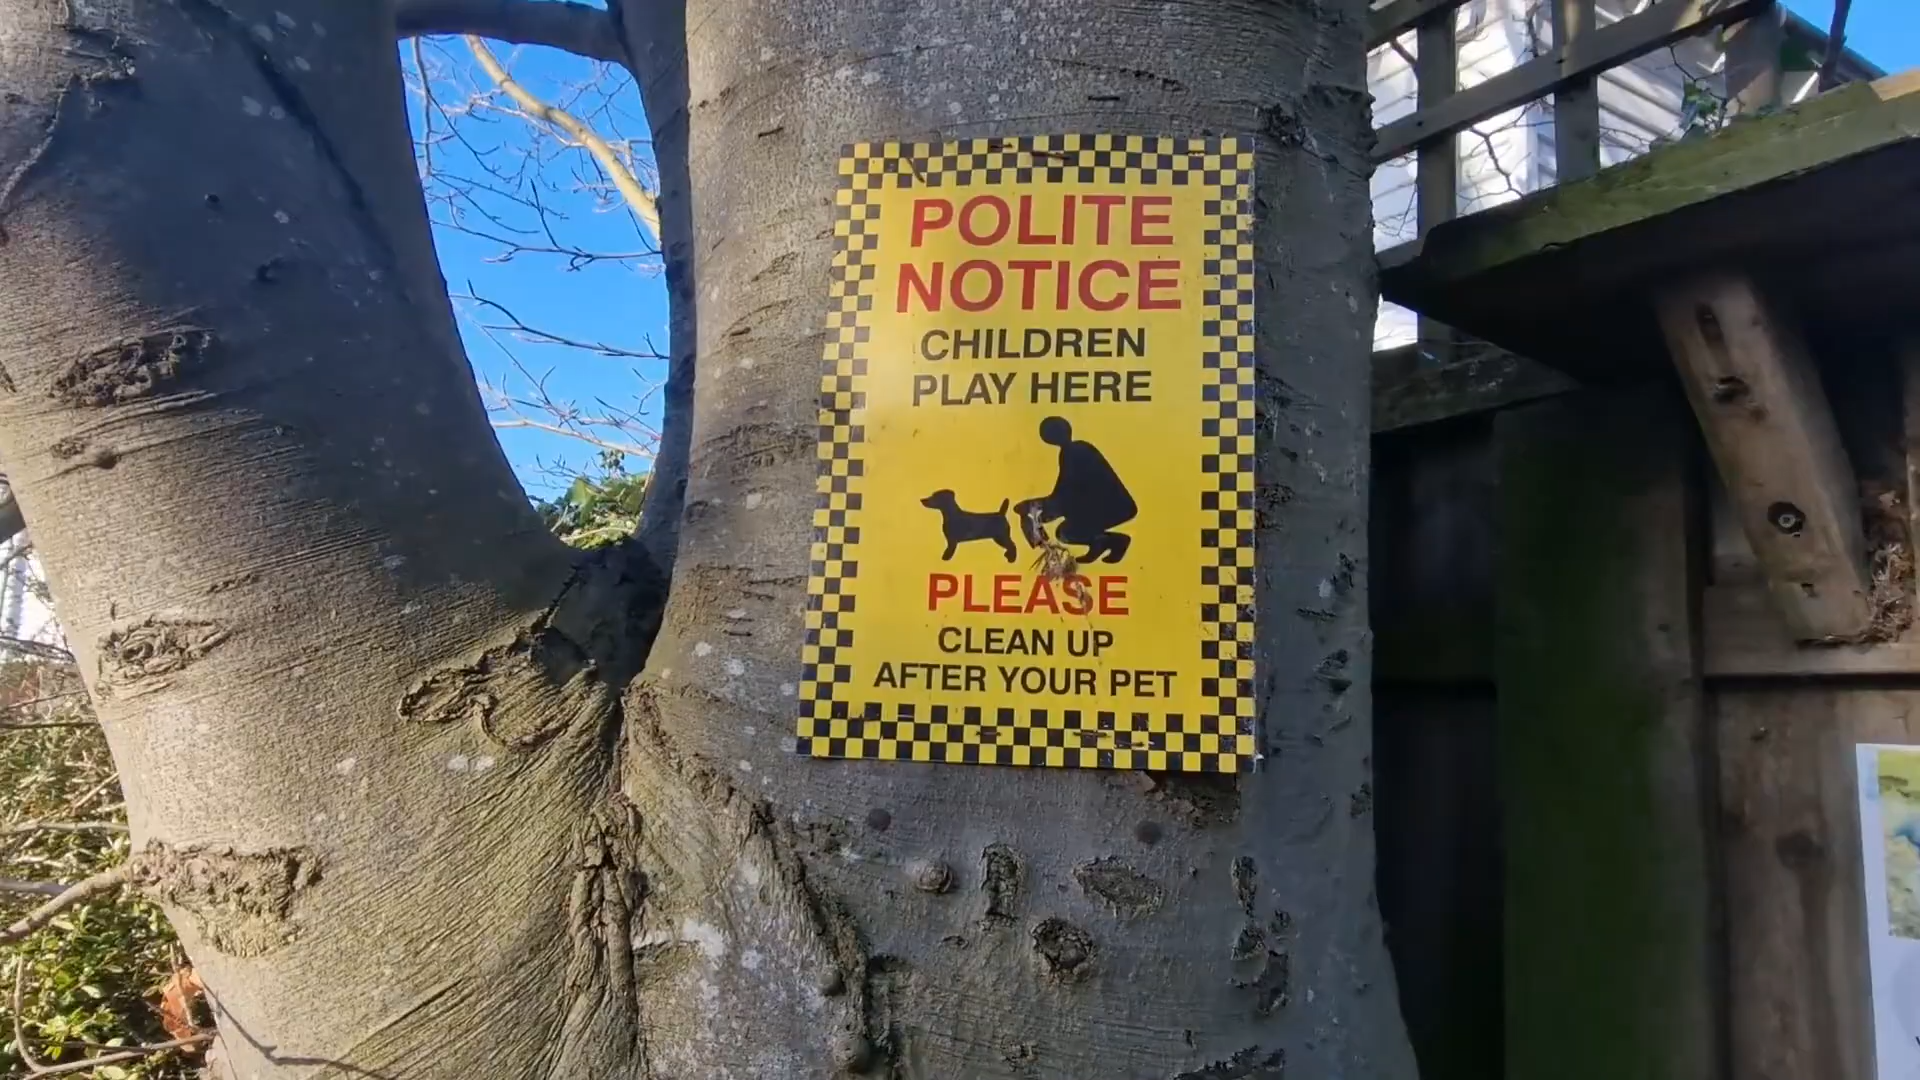 POLITE
NOTICE
CHILDREN
PLAY HERE
PLEASE
CLEAN UP
AFTER YOUR PET